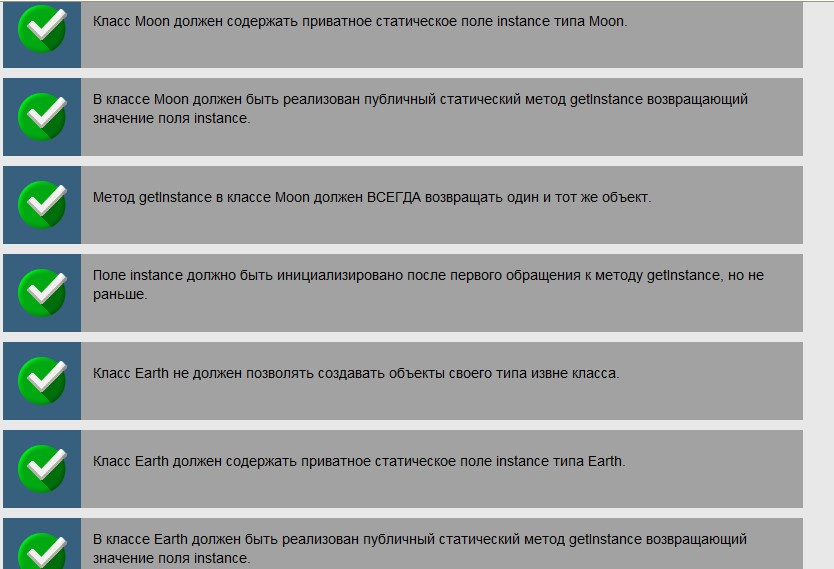 Класс Moon должен содержать приватное статическое поле instance типа Moon.
В классе Moon должен быть реализован публичный статический метод getInstance возвращающий
значение поля instance.
Метод getInstance в классе Moon должен ВСЕГДА возвращать один и тот же объект.
Поле instance должно быть инициализировано после первого обращения к методу getInstance, но не
раньше.
Класс Earth не должен позволять создавать объекты своего типа извне класса.
Класс Earth должен содержать приватное статическое поле instance типа Earth.
В классе Earth должен быть реализован публичный статический метод getInstance возвращающий
значение поля instance.